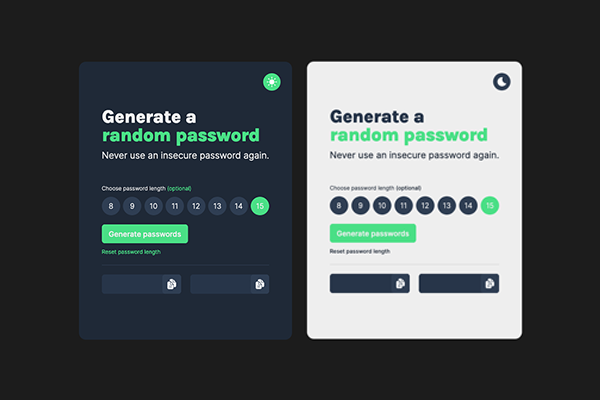 Generate a
random password
Never use an insecure password again.
Choose password length (optional)
8 9 10 11 12 13 14 15
Generate passwords
Reset password length
Generate a
random password
Never use an insecure password again.
Choose password length (optional)
8 9 10 11 12 13 14 15
Generate passwords
Reset password length